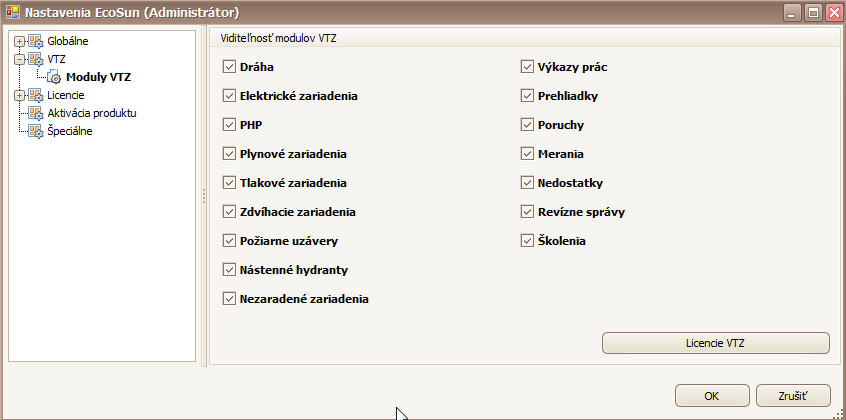 Nastavenia EcoSun (Administrátor)
Globálne
VTZ
Moduly VTZ
Licencie
Aktivácia produktu
Špeciálne
Viditeľnosť modulov VTZ
Dráha
Elektrické zariadenia
PHP
Plynové zariadenia
Tlakové zariadenia
Zdvíhacie zariadenia
Požiarne uzávery
Nástenné hydranty
Nezaradené zariadenia
Výkazy prác
Prehliadky
Poruchy
Merania
Nedostatky
Revízne správy
Školenia
Licencie VTZ
OK
Zrušiť